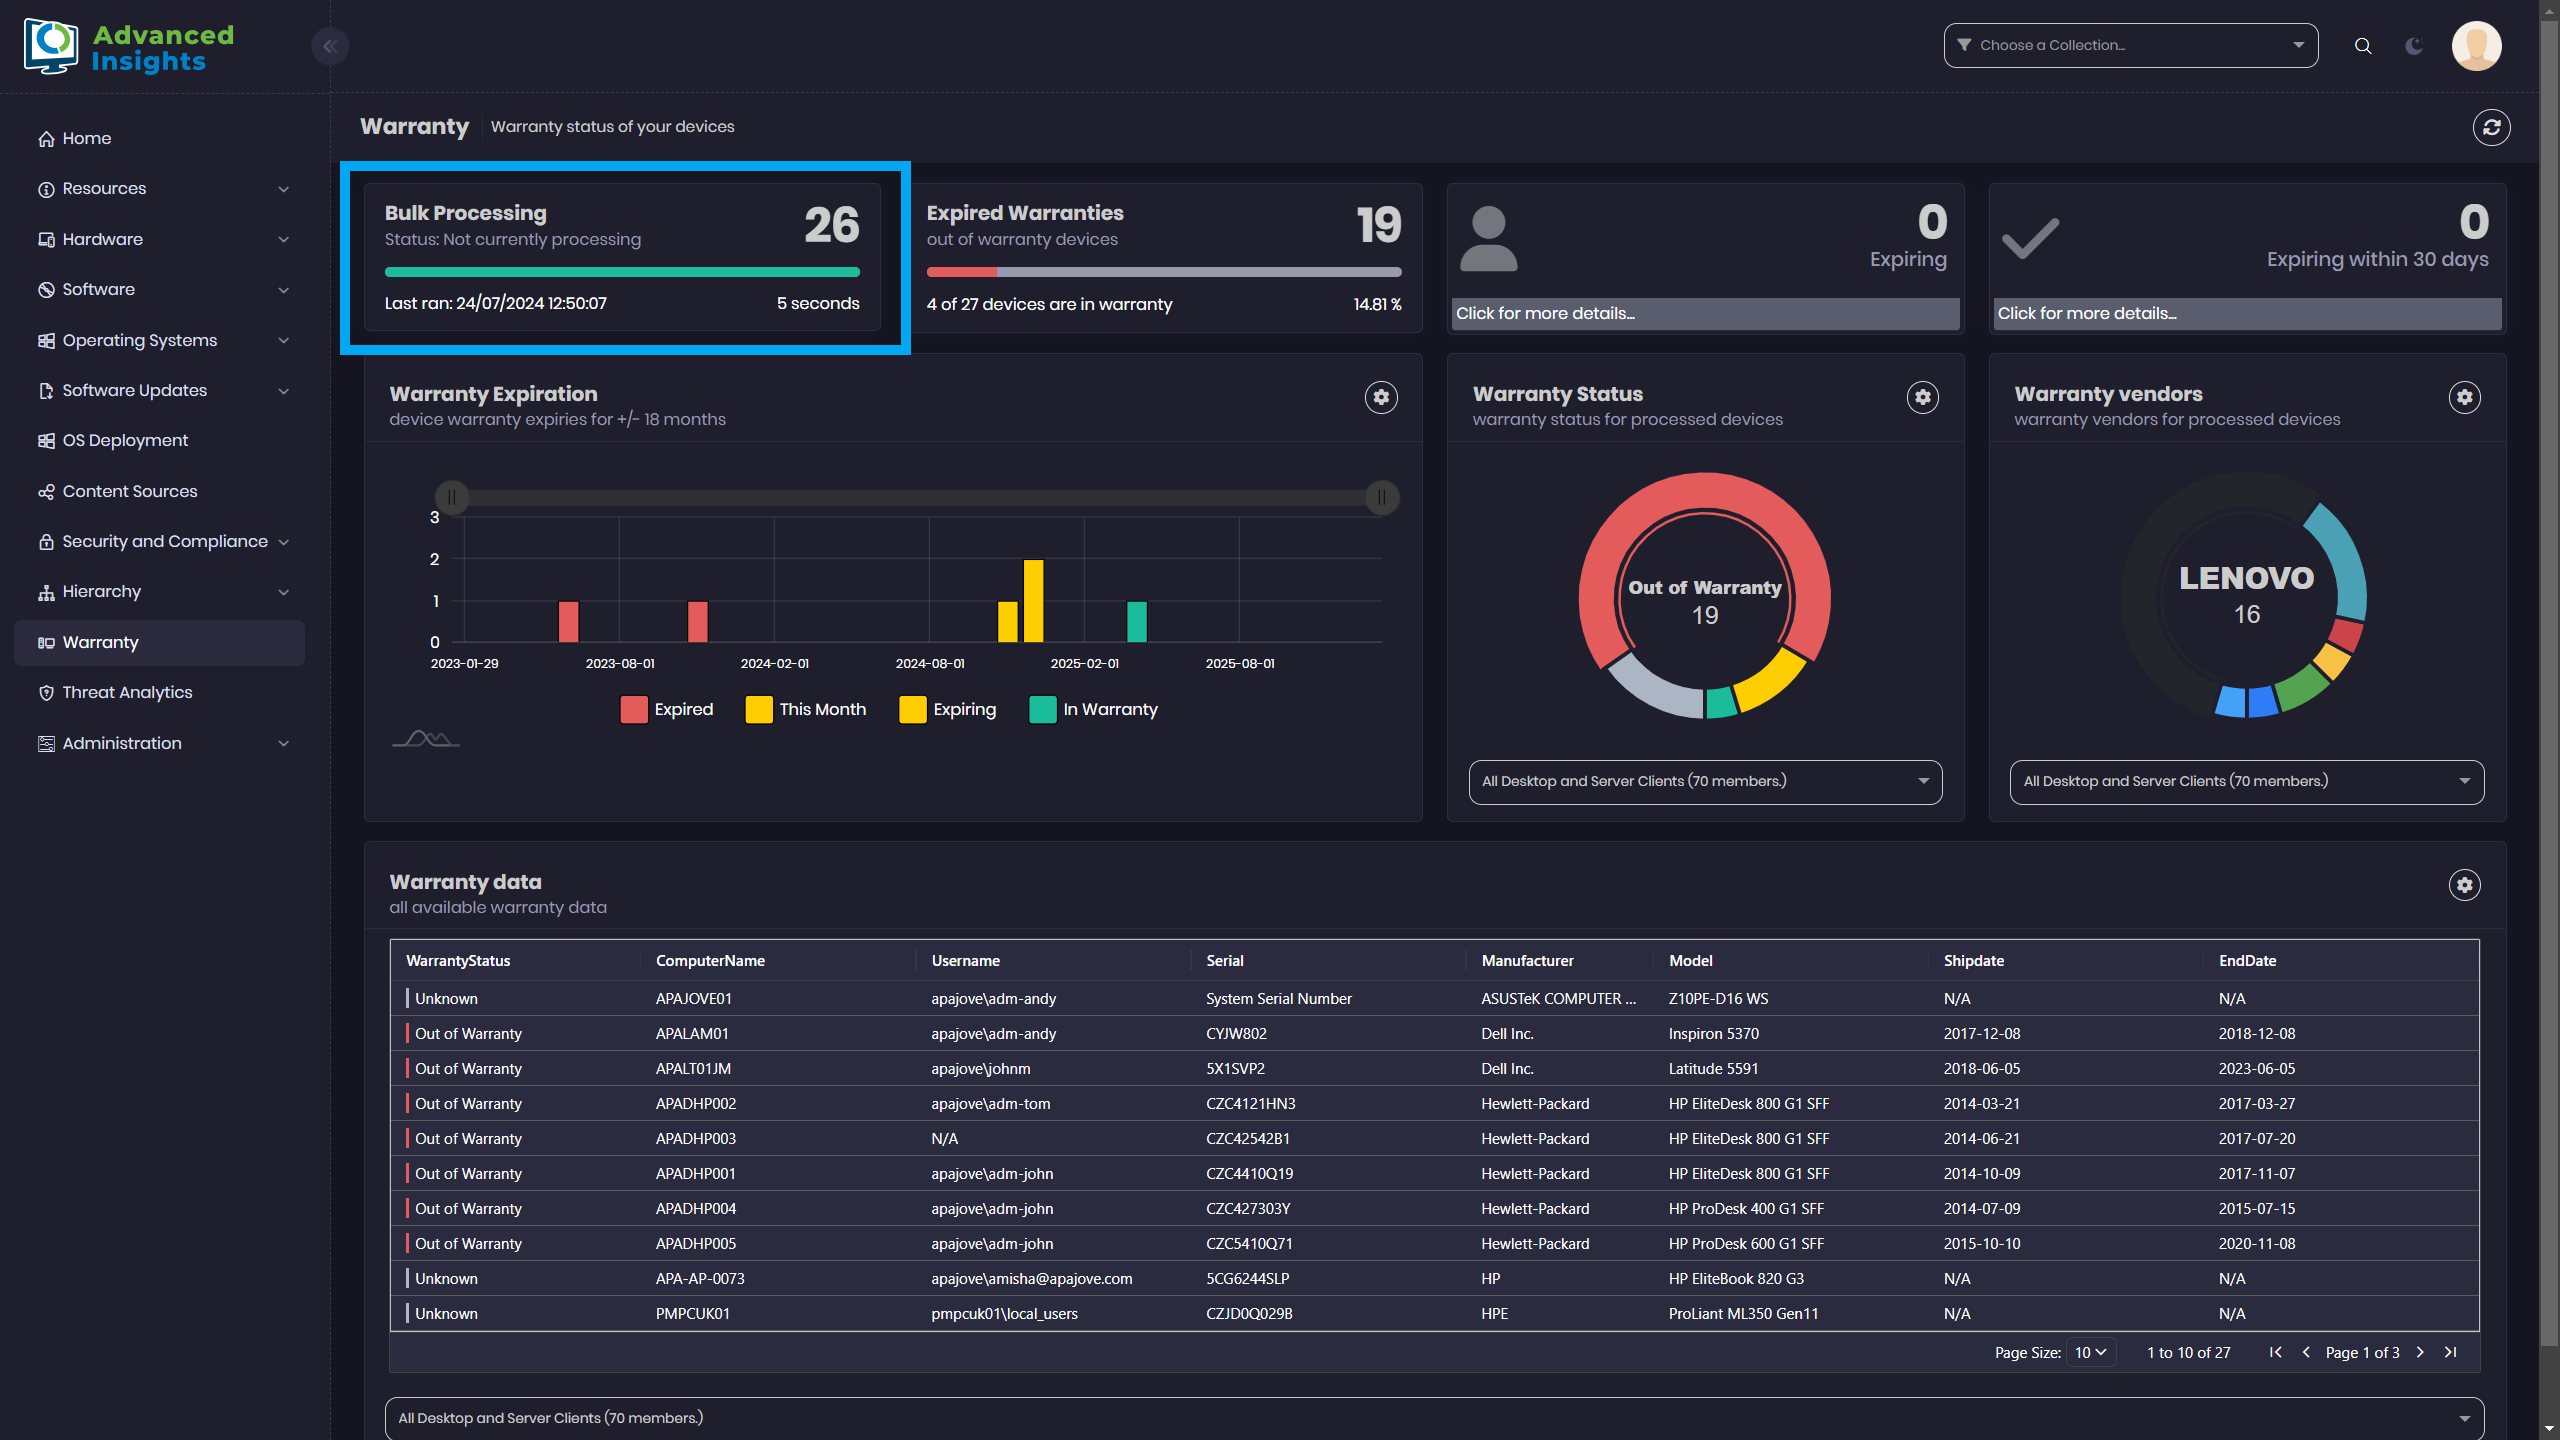 Advanced
Insights
Choose a Collection...
Home
Resources
Hardware
Software
Operating Systems
Software Updates
OS Deployment
Content Sources
Security and Compliance
Hierarchy
Warranty
Threat Analytics
Administration
Warranty Warranty status of your devices
Bulk Processing 26
Status: Not currently processing
Last ran: 24/07/2024 12:50:07 5 seconds
Expired Warranties 19
out of warranty devices
4 of 27 devices are in warranty 14.81 %
0
Expiring
Click for more details...
0
Expiring within 30 days
Click for more details...
Warranty Expiration
device warranty expiries for +/- 18 months
3
2
1
0
2023-01-29 2023-08-01 2024-02-01 2024-08-01 2025-02-01 2025-08-01
Expired This Month Expiring In Warranty
Warranty Status
warranty status for processed devices
Out of Warranty
19
All Desktop and Server Clients (70 members.)
Warranty vendors
warranty vendors for processed devices
LENOVO
16
All Desktop and Server Clients (70 members.)
Warranty data
all available warranty data
WarrantyStatus ComputerName Username Serial Manufacturer Model Shipdate EndDate
Unknown APAJOVE01 apajove\adm-andy System Serial Number ASUSTeK COMPUTER ... Z10PE-D16 WS N/A N/A
Out of Warranty APALAM01 apajove\adm-andy CYJW802 Dell Inc. Inspiron 5370 2017-12-08 2018-12-08
Out of Warranty APALT01JM apajove\johnm 5X1SVP2 Dell Inc. Latitude 5591 2018-06-05 2023-06-05
Out of Warranty APADHP002 apajove\adm-tom CZC4121HN3 Hewlett-Packard HP EliteDesk 800 G1 SFF 2014-03-21 2017-03-27
Out of Warranty APADHP003 N/A CZC42542B1 Hewlett-Packard HP EliteDesk 800 G1 SFF 2014-06-21 2017-07-20
Out of Warranty APADHP001 apajove\adm-john CZC4410Q19 Hewlett-Packard HP EliteDesk 800 G1 SFF 2014-10-09 2017-11-07
Out of Warranty APADHP004 apajove\adm-john CZC427303Y Hewlett-Packard HP ProDesk 400 G1 SFF 2014-07-09 2015-07-15
Out of Warranty APADHP005 apajove\adm-john CZC5410Q71 Hewlett-Packard HP ProDesk 600 G1 SFF 2015-10-10 2020-11-08
Unknown APA-AP-0073 apajove\amisha@apajove.com 5CG6244SLP HP HP EliteBook 820 G3 N/A N/A
Unknown PMPCUK01 pmpcuk01\local_users CZJD0Q029B HPE ProLiant ML350 Gen11 N/A N/A
Page Size: 10 1 to 10 of 27 Page 1 of 3
All Desktop and Server Clients (70 members.)